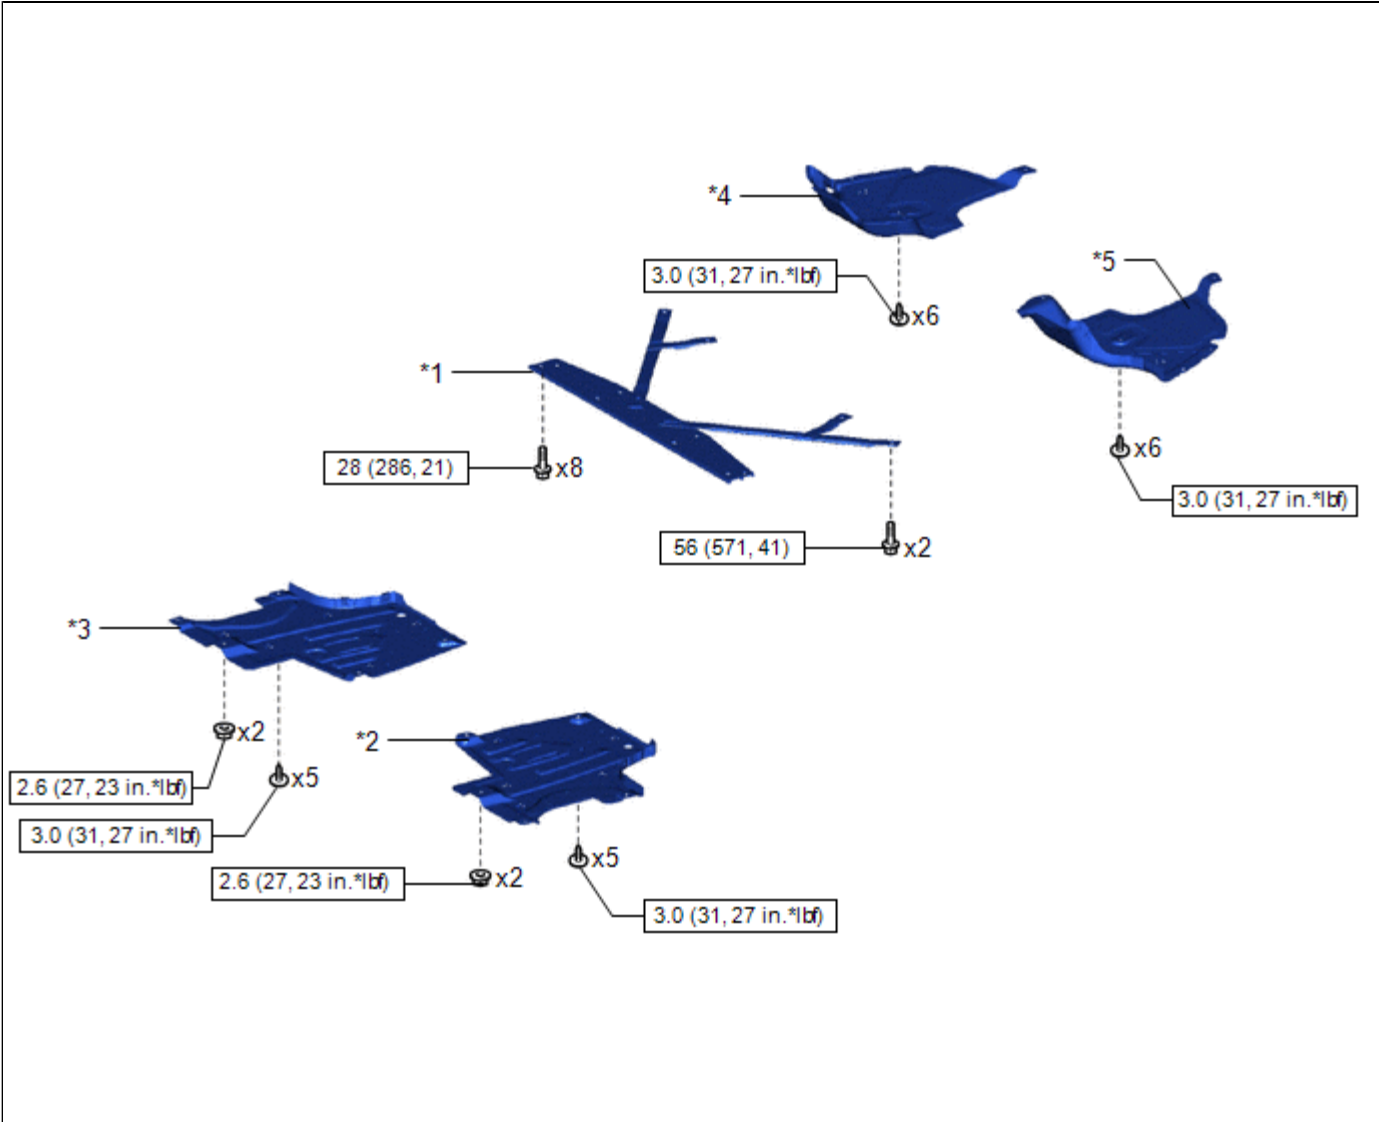 *4
3.0 (31, 27 in.*lbf)
x6
*5
x6
3.0 (31, 27 in.*lbf)
*1
28 (286, 21)
x8
56 (571, 41)
x2
*3
x2
2.6 (27, 23 in.*lbf)
x5
3.0 (31, 27 in.*lbf)
*2
x2
2.6 (27, 23 in.*lbf)
x5
3.0 (31, 27 in.*lbf)